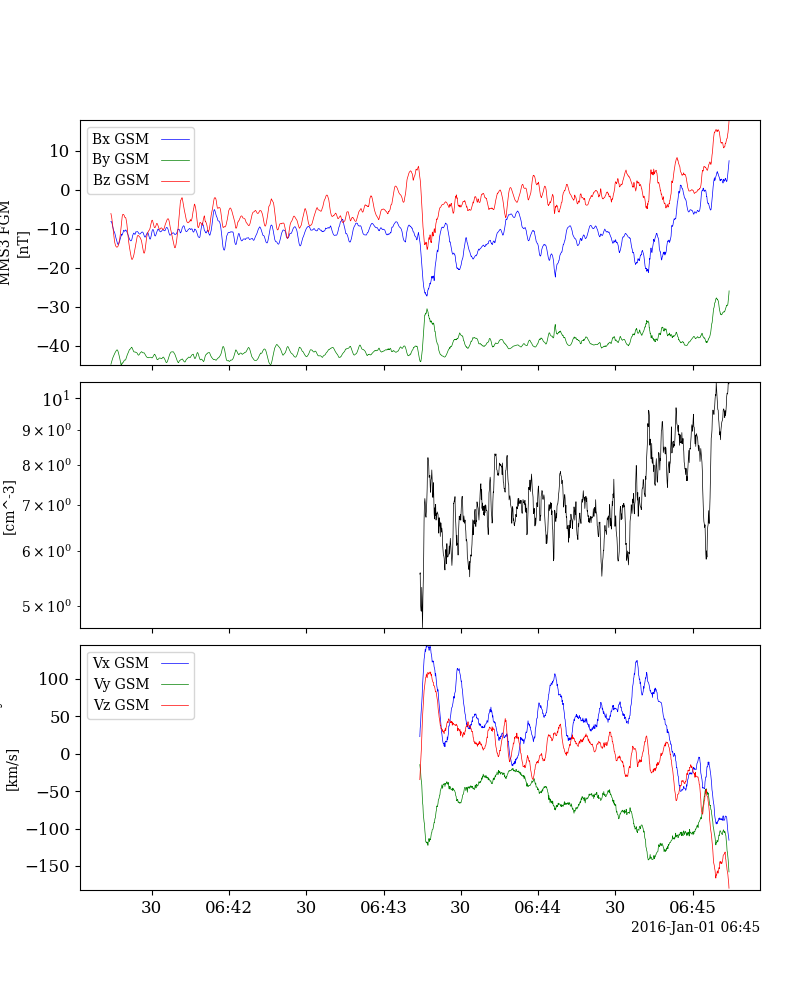 MMS3 FGM
[nT]
10
0
−10
−20
−30
−40
Bx GSM
By GSM
Bz GSM
[cm^-3]
10¹
9 × 10⁰
8 × 10⁰
7 × 10⁰
6 × 10⁰
5 × 10⁰
[km/s]
100
50
0
−50
−100
−150
Vx GSM
Vy GSM
Vz GSM
30 06:42 30 06:43 30 06:44 30 06:45
2016-Jan-01 06:45